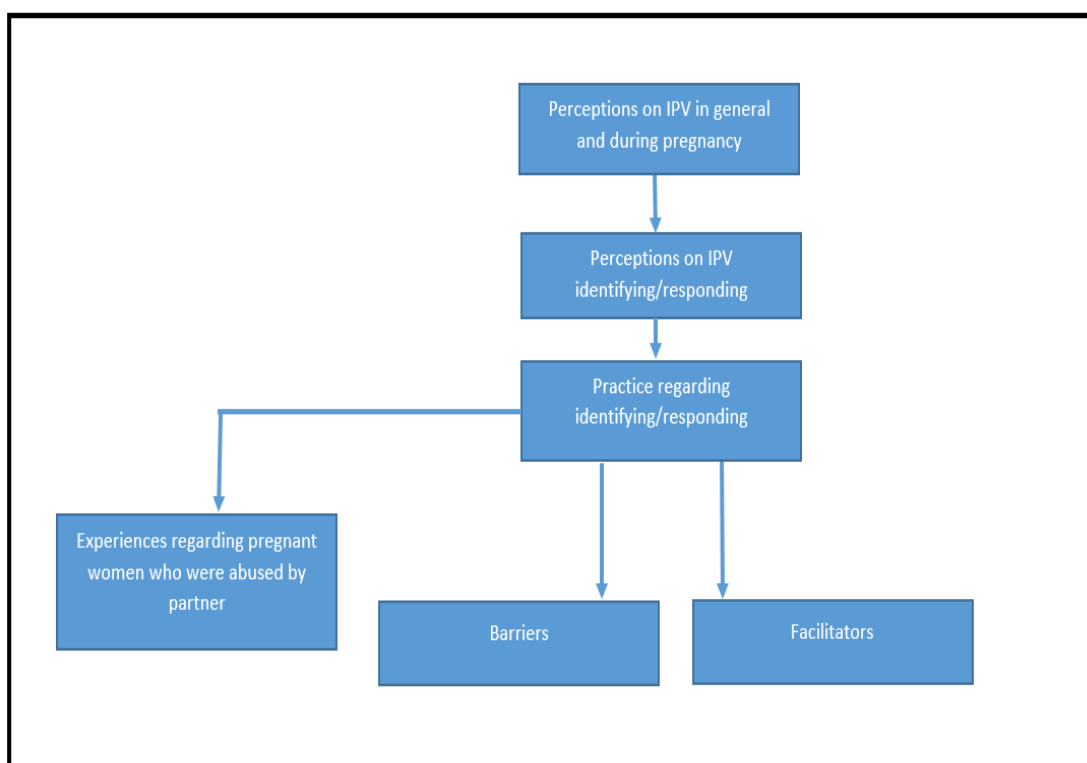 Perceptions on IPV in general
and during pregnancy
Perceptions on IPV
identifying/responding
Practice regarding
identifying/responding
Experiences regarding pregnant
women who were abused by
partner
Barriers
Facilitators